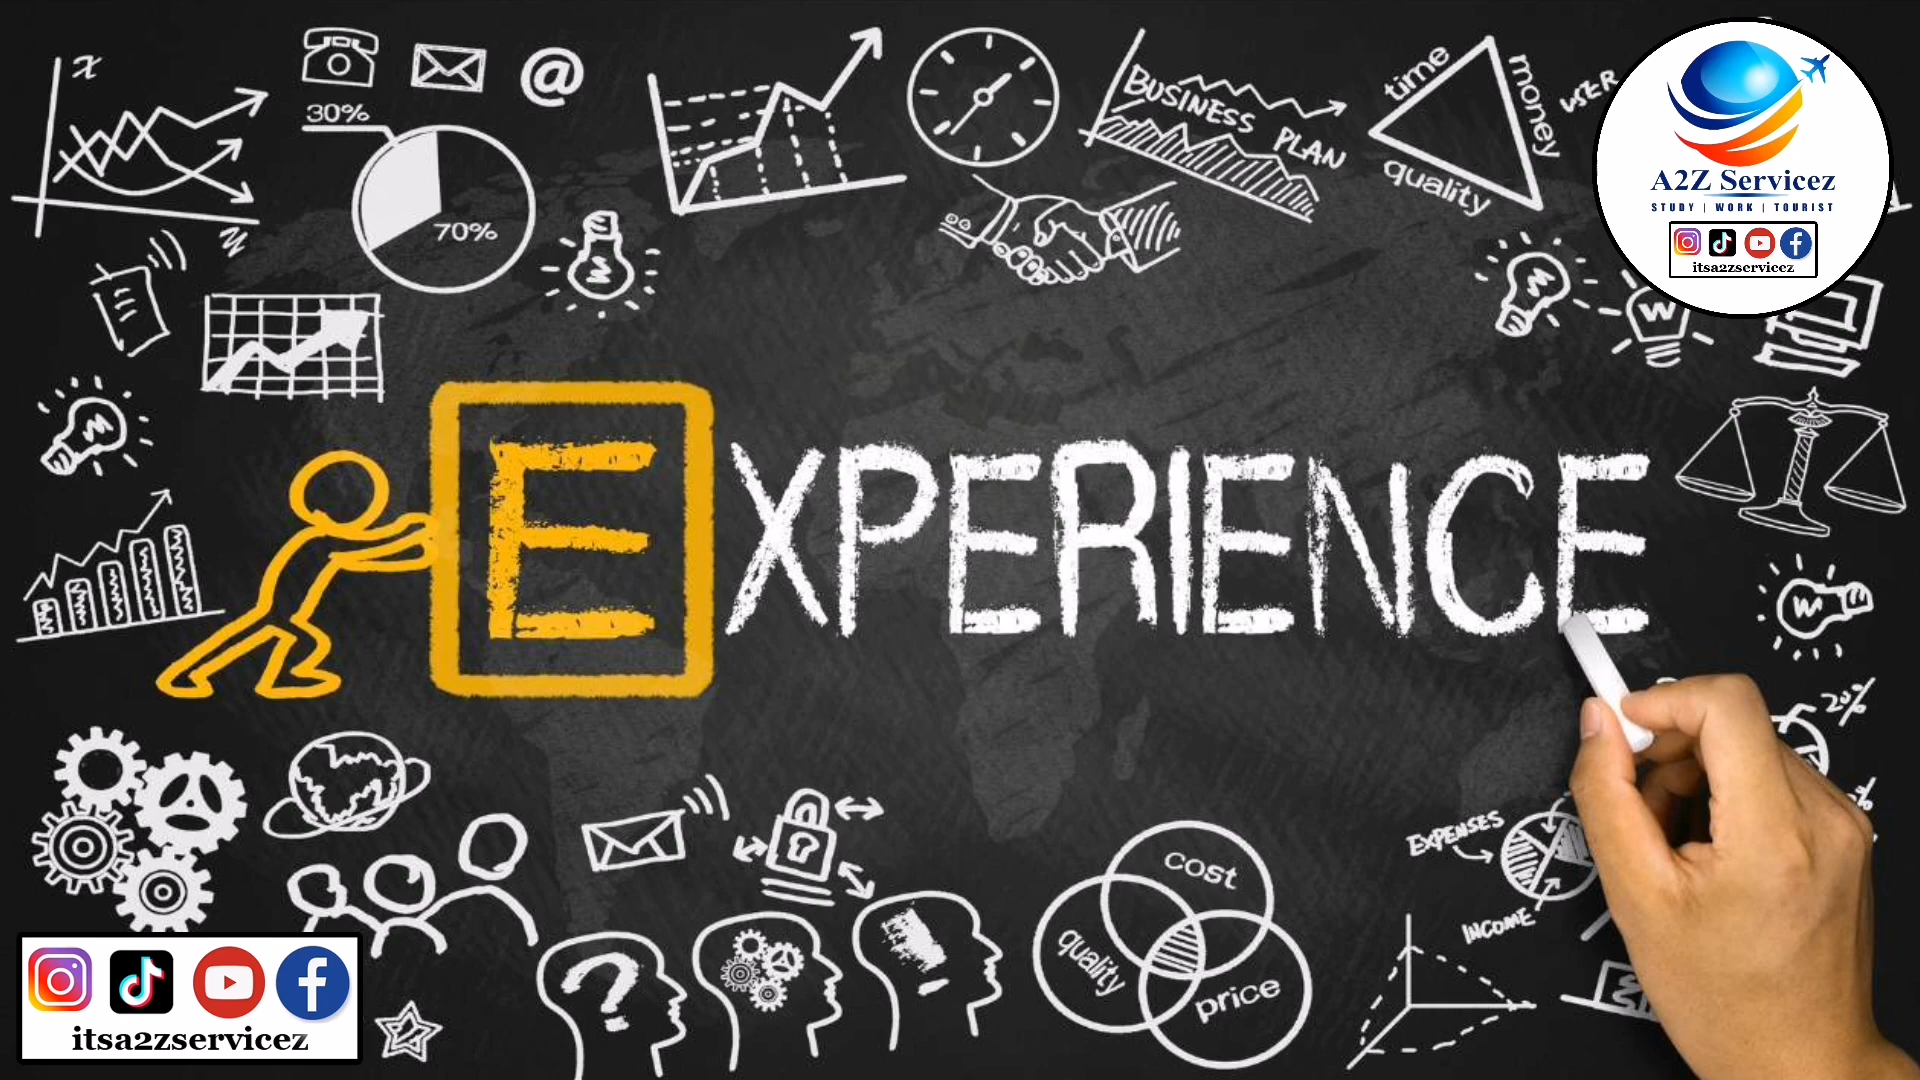 x
y
@
30%
70%
BUSINESS PLAN
time
money
quality
USER
A2Z Servicez
STUDY | WORK | TOURIST
itsa2zservicez
EXPERIENCE
20%
EXPENSES
INCOME
cost
quality
price
itsa2zservicez